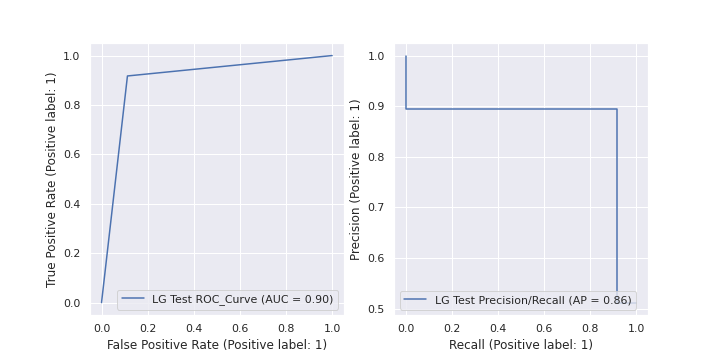 True Positive Rate (Positive label: 1)
1.0
0.8
0.6
0.4
0.2
0.0
LG Test ROC_Curve (AUC = 0.90)
0.0 0.2 0.4 0.6 0.8 1.0
False Positive Rate (Positive label: 1)
Precision (Positive label: 1)
1.0
0.9
0.8
0.7
0.6
0.5
LG Test Precision/Recall (AP = 0.86)
0.0 0.2 0.4 0.6 0.8 1.0
Recall (Positive label: 1)